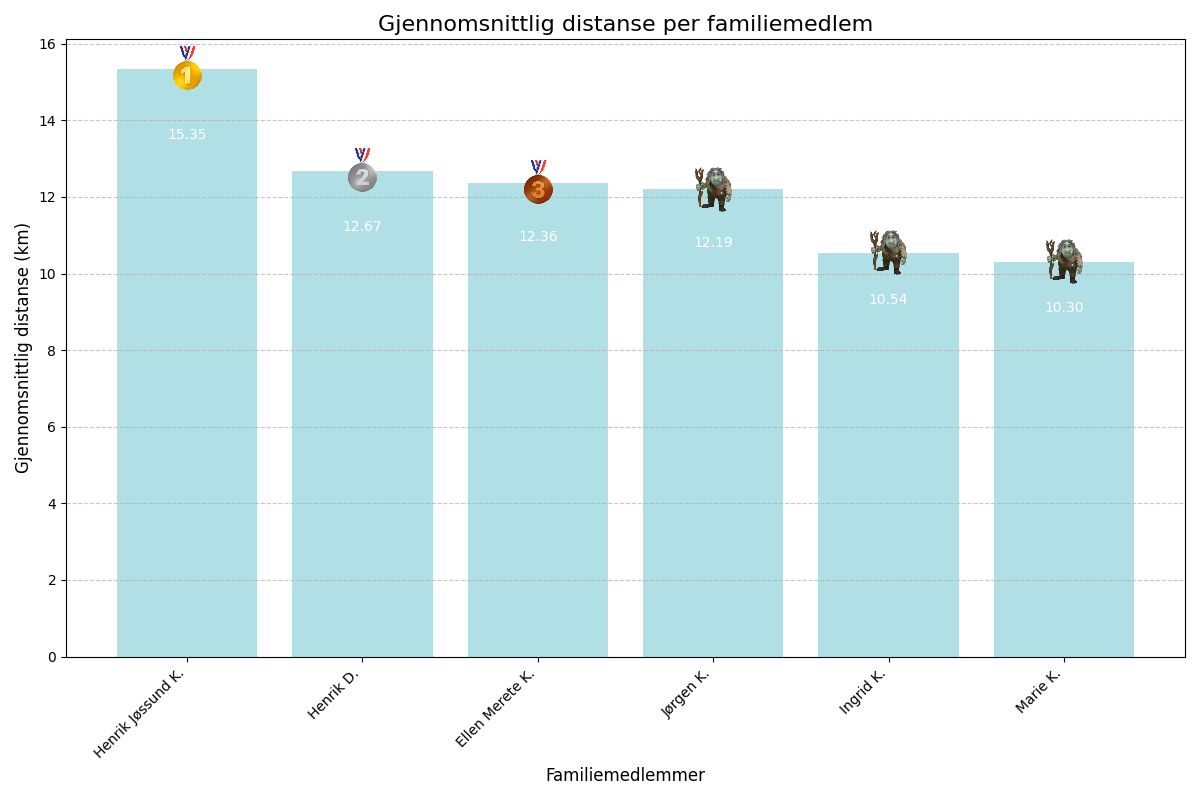 Gjennomsnittlig distanse per familiemedlem
Gjennomsnittlig distanse (km)
16
14
12
10
8
6
4
2
0
1
2
3
15.35
12.67
12.36
12.19
10.54
10.30
Henrik Jøssund K.
Henrik D.
Ellen Merete K.
Jørgen K.
Ingrid K.
Marie K.
Familiemedlemmer